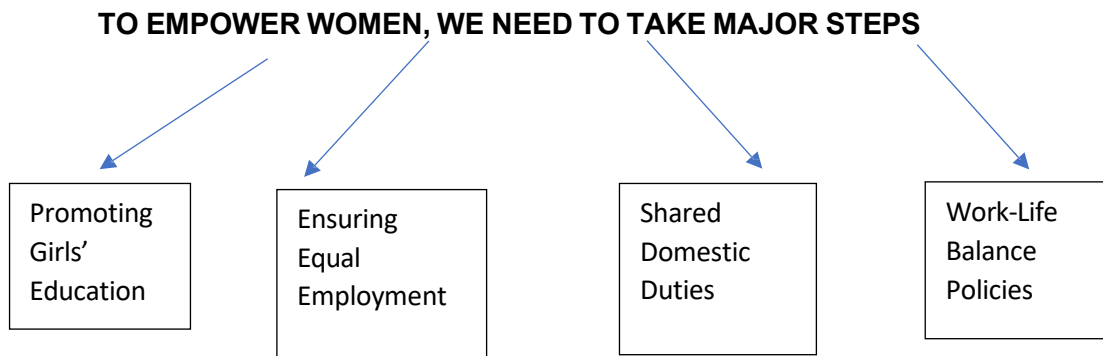 TO EMPOWER WOMEN, WE NEED TO TAKE MAJOR STEPS
Promoting
Girls’
Education
Ensuring
Equal
Employment
Shared
Domestic
Duties
Work-Life
Balance
Policies